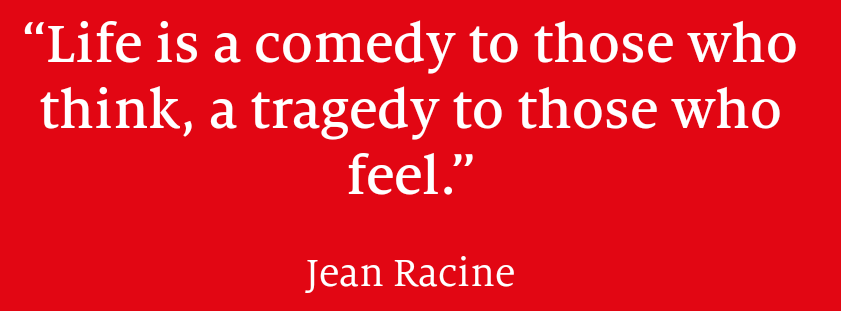 “Life is a comedy to those who
think, a tragedy to those who
feel.”
Jean Racine